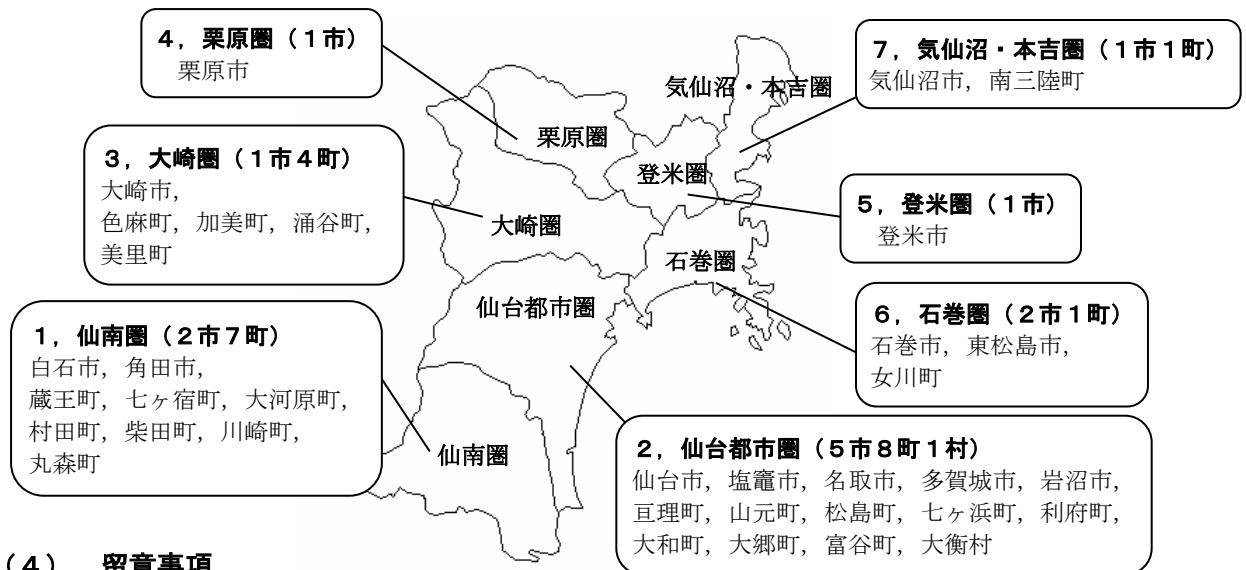 4，栗原圏（1市）
栗原市
7，気仙沼・本吉圏（1市1町）
気仙沼市，南三陸町
気仙沼・本吉圏
栗原圏
3，大崎圏（1市4町）
大崎市，
色麻町，加美町，涌谷町，
美里町
登米圏
5，登米圏（1市）
登米市
大崎圏
石巻圏
仙台都市圏
6，石巻圏（2市1町）
石巻市，東松島市，
女川町
1，仙南圏（2市7町）
白石市，角田市，
蔵王町，七ヶ宿町，大河原町，
村田町，柴田町，川崎町，
丸森町
仙南圏
2，仙台都市圏（5市8町1村）
仙台市，塩竈市，名取市，多賀城市，岩沼市，
亘理町，山元町，松島町，七ヶ浜町，利府町，
大和町，大郷町，富谷町，大衡村
（4）　留意事項